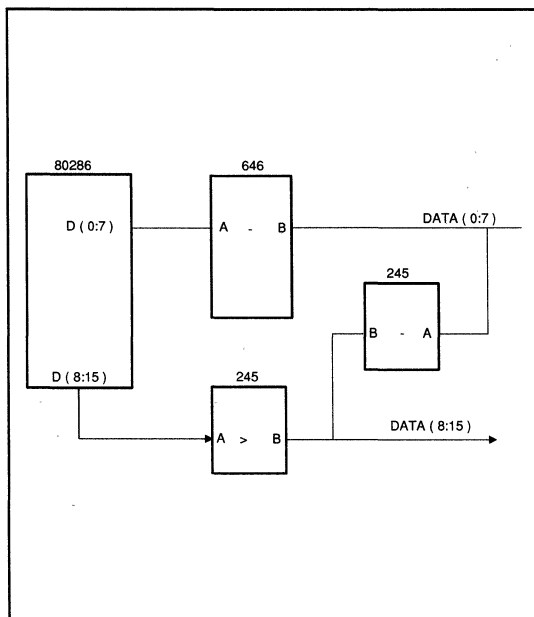 80286
646
D ( 0:7 )
A - B
DATA ( 0:7 )
245
B - A
D ( 8:15 )
245
A > B
DATA ( 8:15 )